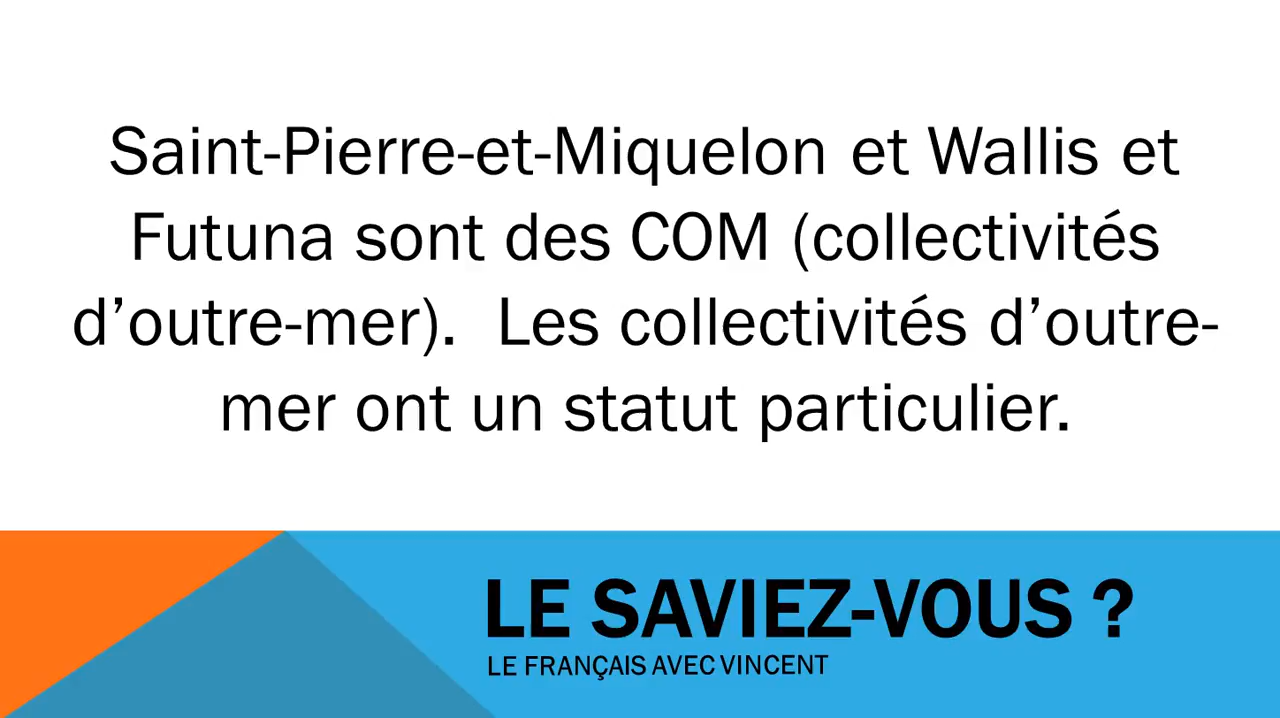 Saint-Pierre-et-Miquelon et Wallis et
Futuna sont des COM (collectivités
d’outre-mer).  Les collectivités d’outre-
mer ont un statut particulier.
LE SAVIEZ-VOUS ?
LE FRANÇAIS AVEC VINCENT